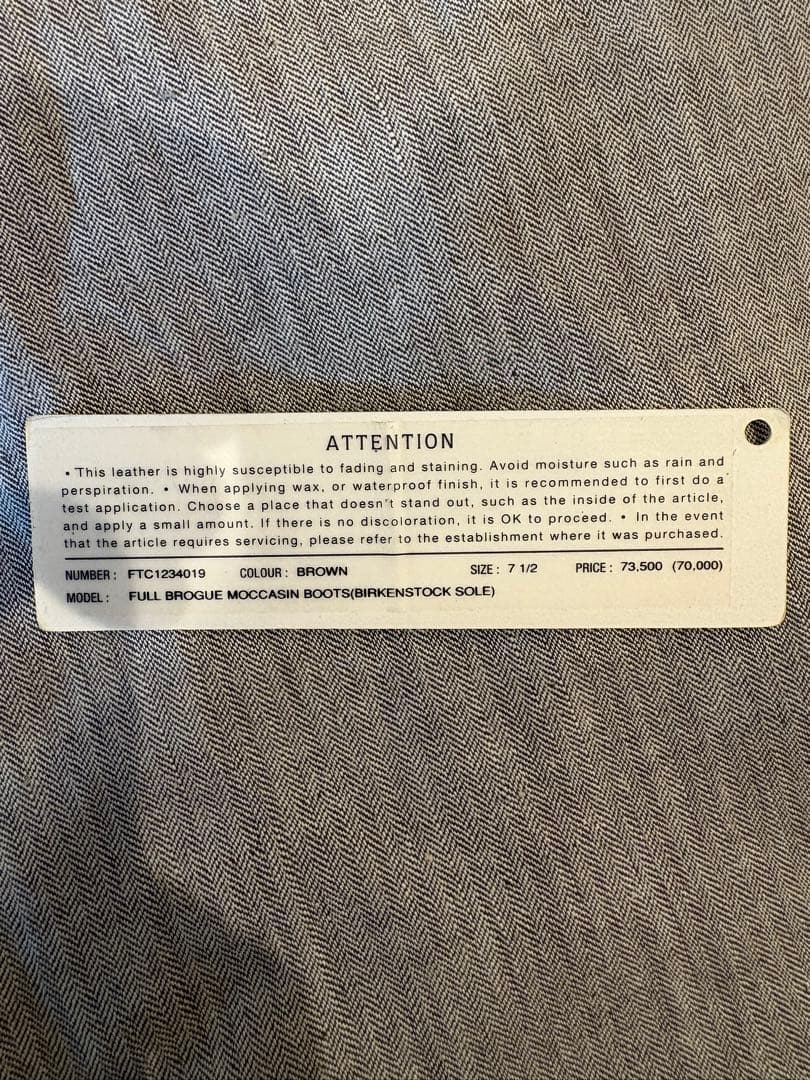 ATTENTION
• This leather is highly susceptible to fading and staining. Avoid moisture such as rain and
perspiration. • When applying wax, or waterproof finish, it is recommended to first do a
test application. Choose a place that doesn't stand out, such as the inside of the article,
and apply a small amount. If there is no discoloration, it is OK to proceed. • In the event
that the article requires servicing, please refer to the establishment where it was purchased.
NUMBER : FTC1234019 COLOUR : BROWN SIZE : 7 1/2 PRICE : 73,500 (70,000)
MODEL : FULL BROGUE MOCCASIN BOOTS(BIRKENSTOCK SOLE)